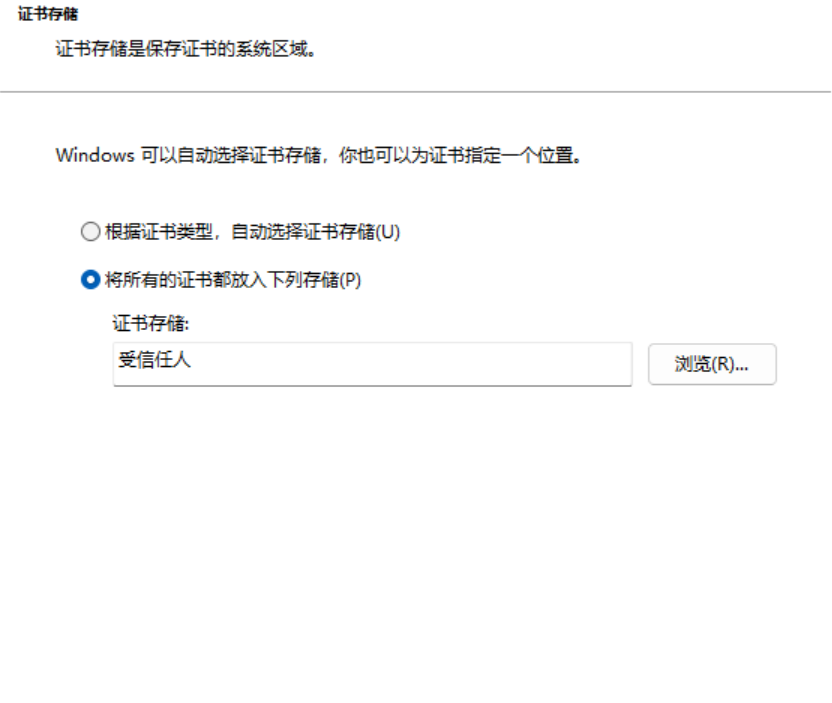 证书存储
证书存储是保存证书的系统区域。
Windows 可以自动选择证书存储，你也可以为证书指定一个位置。
根据证书类型，自动选择证书存储(U)
将所有的证书都放入下列存储(P)
证书存储:
受信任人
浏览(R)...